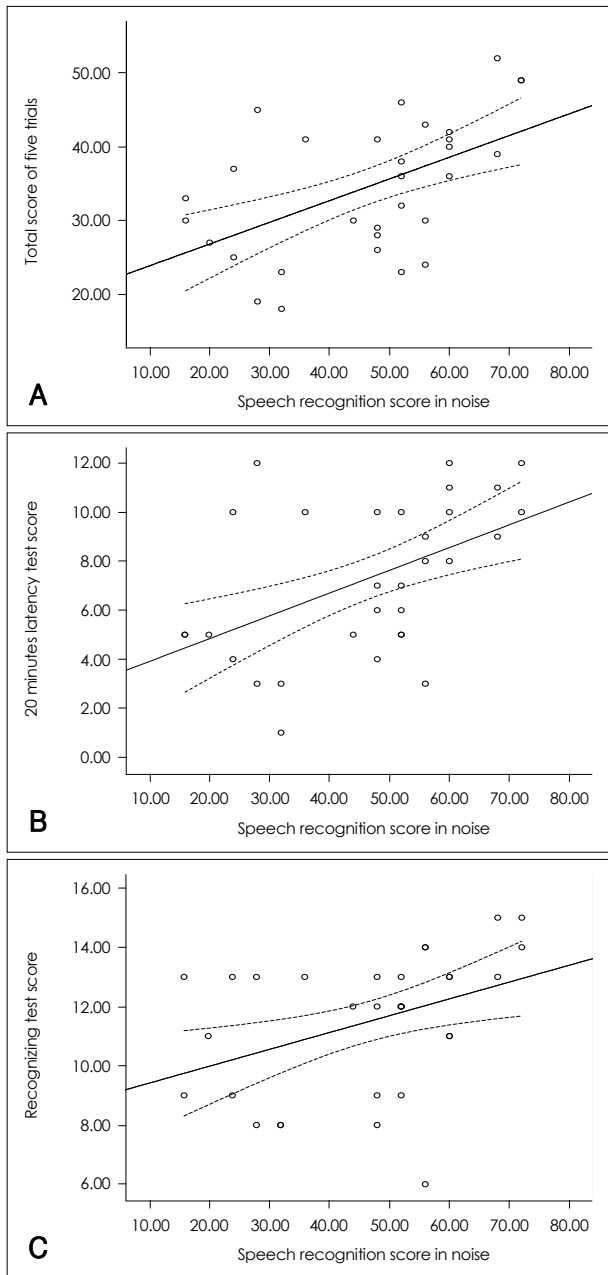 Total score of five trials
50.00
40.00
30.00
20.00
10.00 20.00 30.00 40.00 50.00 60.00 70.00 80.00
Speech recognition score in noise
A
20 minutes latency test score
12.00
10.00
8.00
6.00
4.00
2.00
0.00
10.00 20.00 30.00 40.00 50.00 60.00 70.00 80.00
Speech recognition score in noise
B
Recognizing test score
16.00
14.00
12.00
10.00
8.00
6.00
10.00 20.00 30.00 40.00 50.00 60.00 70.00 80.00
Speech recognition score in noise
C